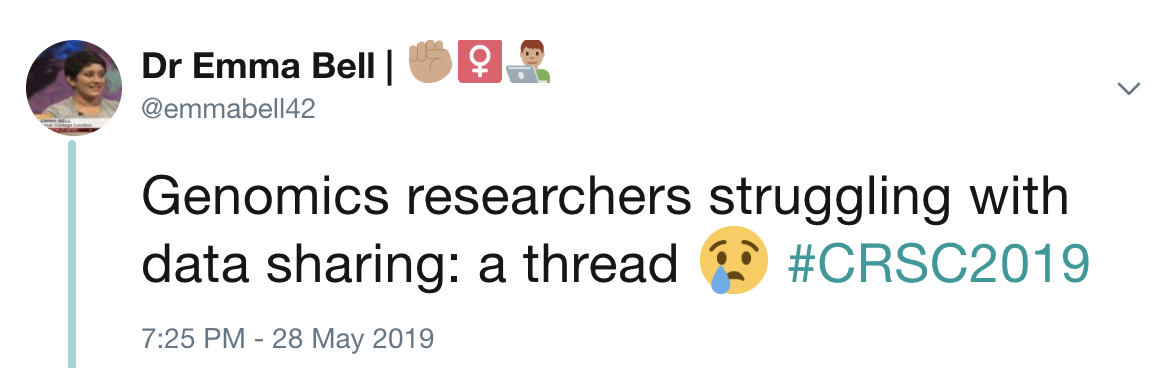 Dr Emma Bell | ✊🏽♀️👨🏽‍💻
@emmabell42
Genomics researchers struggling with
data sharing: a thread 😢 #CRSC2019
7:25 PM - 28 May 2019